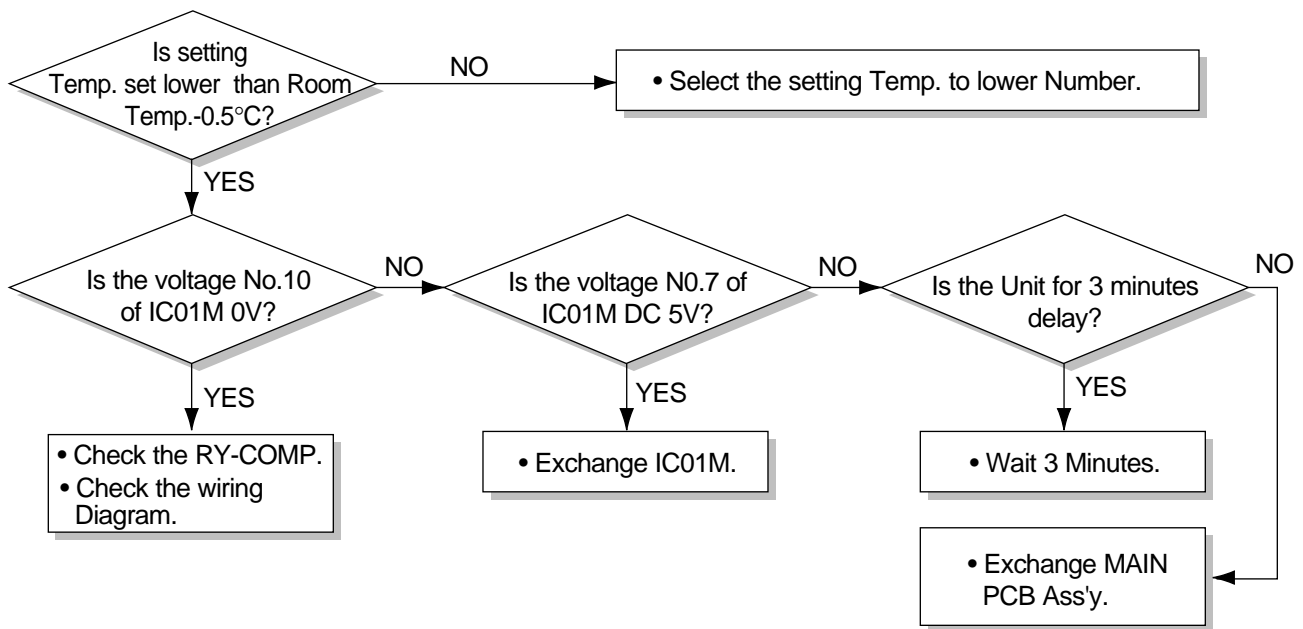 Is setting
Temp. set lower than Room
Temp.-0.5°C?
NO
• Select the setting Temp. to lower Number.
YES
Is the voltage No.10
of IC01M 0V?
NO
Is the voltage N0.7 of
IC01M DC 5V?
NO
Is the Unit for 3 minutes
delay?
NO
YES
• Check the RY-COMP.
• Check the wiring
Diagram.
YES
• Exchange IC01M.
YES
• Wait 3 Minutes.
• Exchange MAIN
PCB Ass'y.